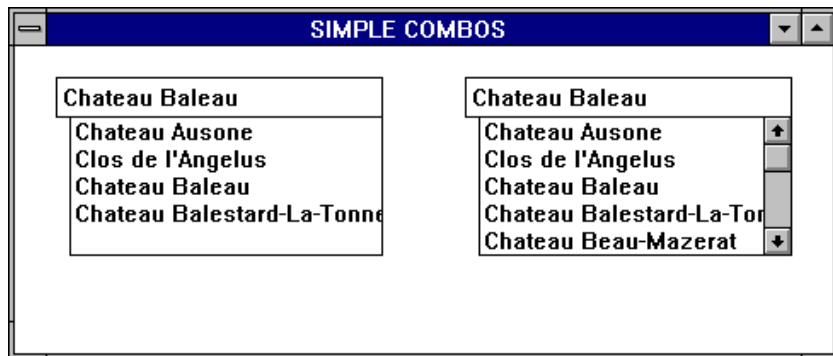 SIMPLE COMBOS
Chateau Baleau
Chateau Ausone
Clos de l'Angelus
Chateau Baleau
Chateau Balestard-La-Tonne
Chateau Baleau
Chateau Ausone
Clos de l'Angelus
Chateau Baleau
Chateau Balestard-La-Tor
Chateau Beau-Mazerat